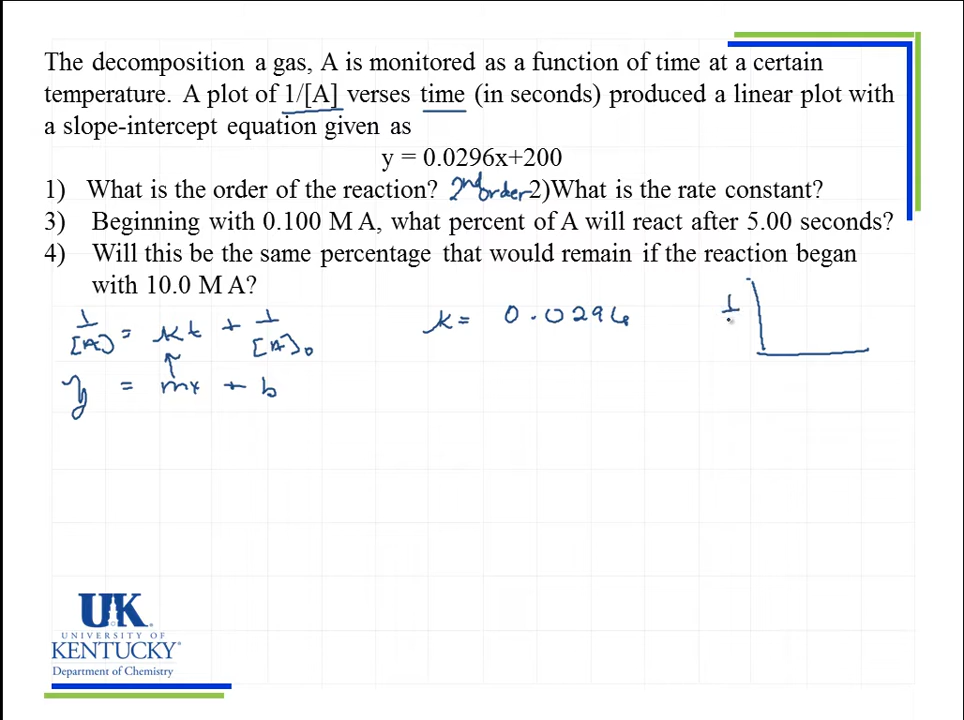 The decomposition a gas, A is monitored as a function of time at a certain
temperature. A plot of 1/[A] verses time (in seconds) produced a linear plot with
a slope-intercept equation given as
y = 0.0296x+200
1) What is the order of the reaction? 2nd order 2)What is the rate constant?
3) Beginning with 0.100 M A, what percent of A will react after 5.00 seconds?
4) Will this be the same percentage that would remain if the reaction began
with 10.0 M A?
1/[A] = kt + 1/[A]₀
k = 0.0296
1
y = mx + b
UK
UNIVERSITY OF
KENTUCKY
Department of Chemistry